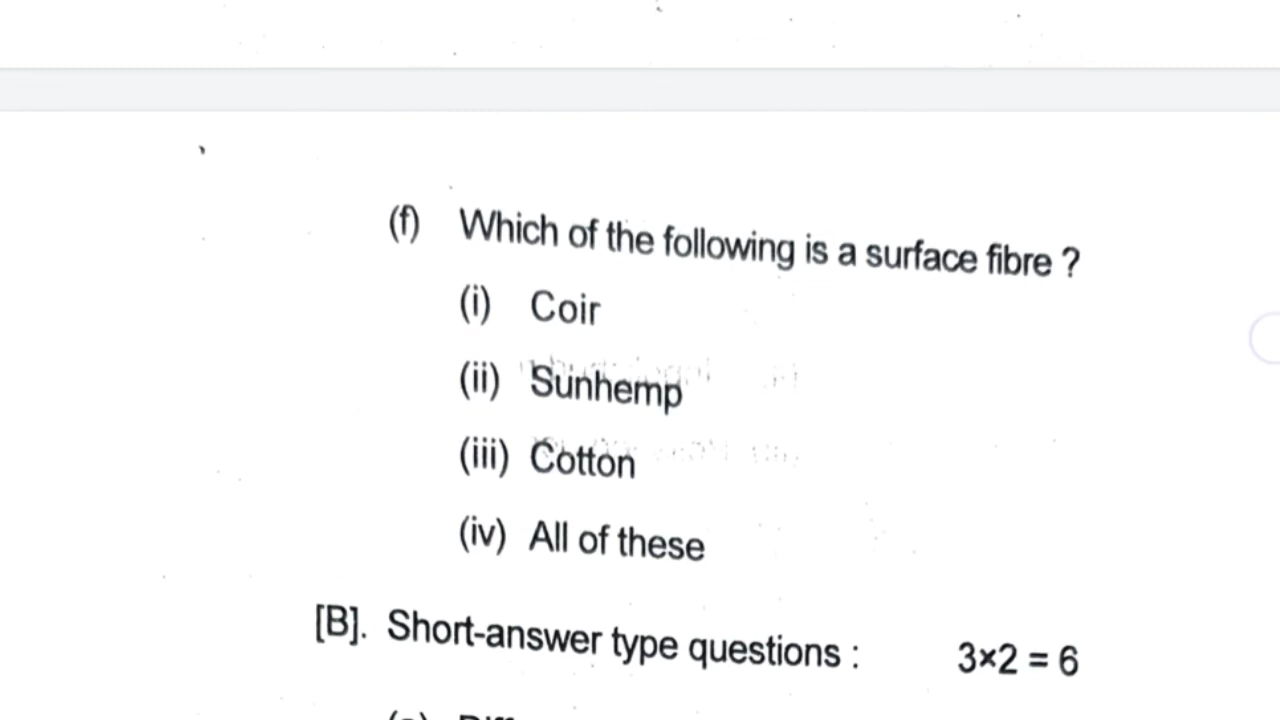 (f) Which of the following is a surface fibre ?
(i) Coir
(ii) Sunhemp
(iii) Cotton
(iv) All of these
[B]. Short-answer type questions : 3×2 = 6